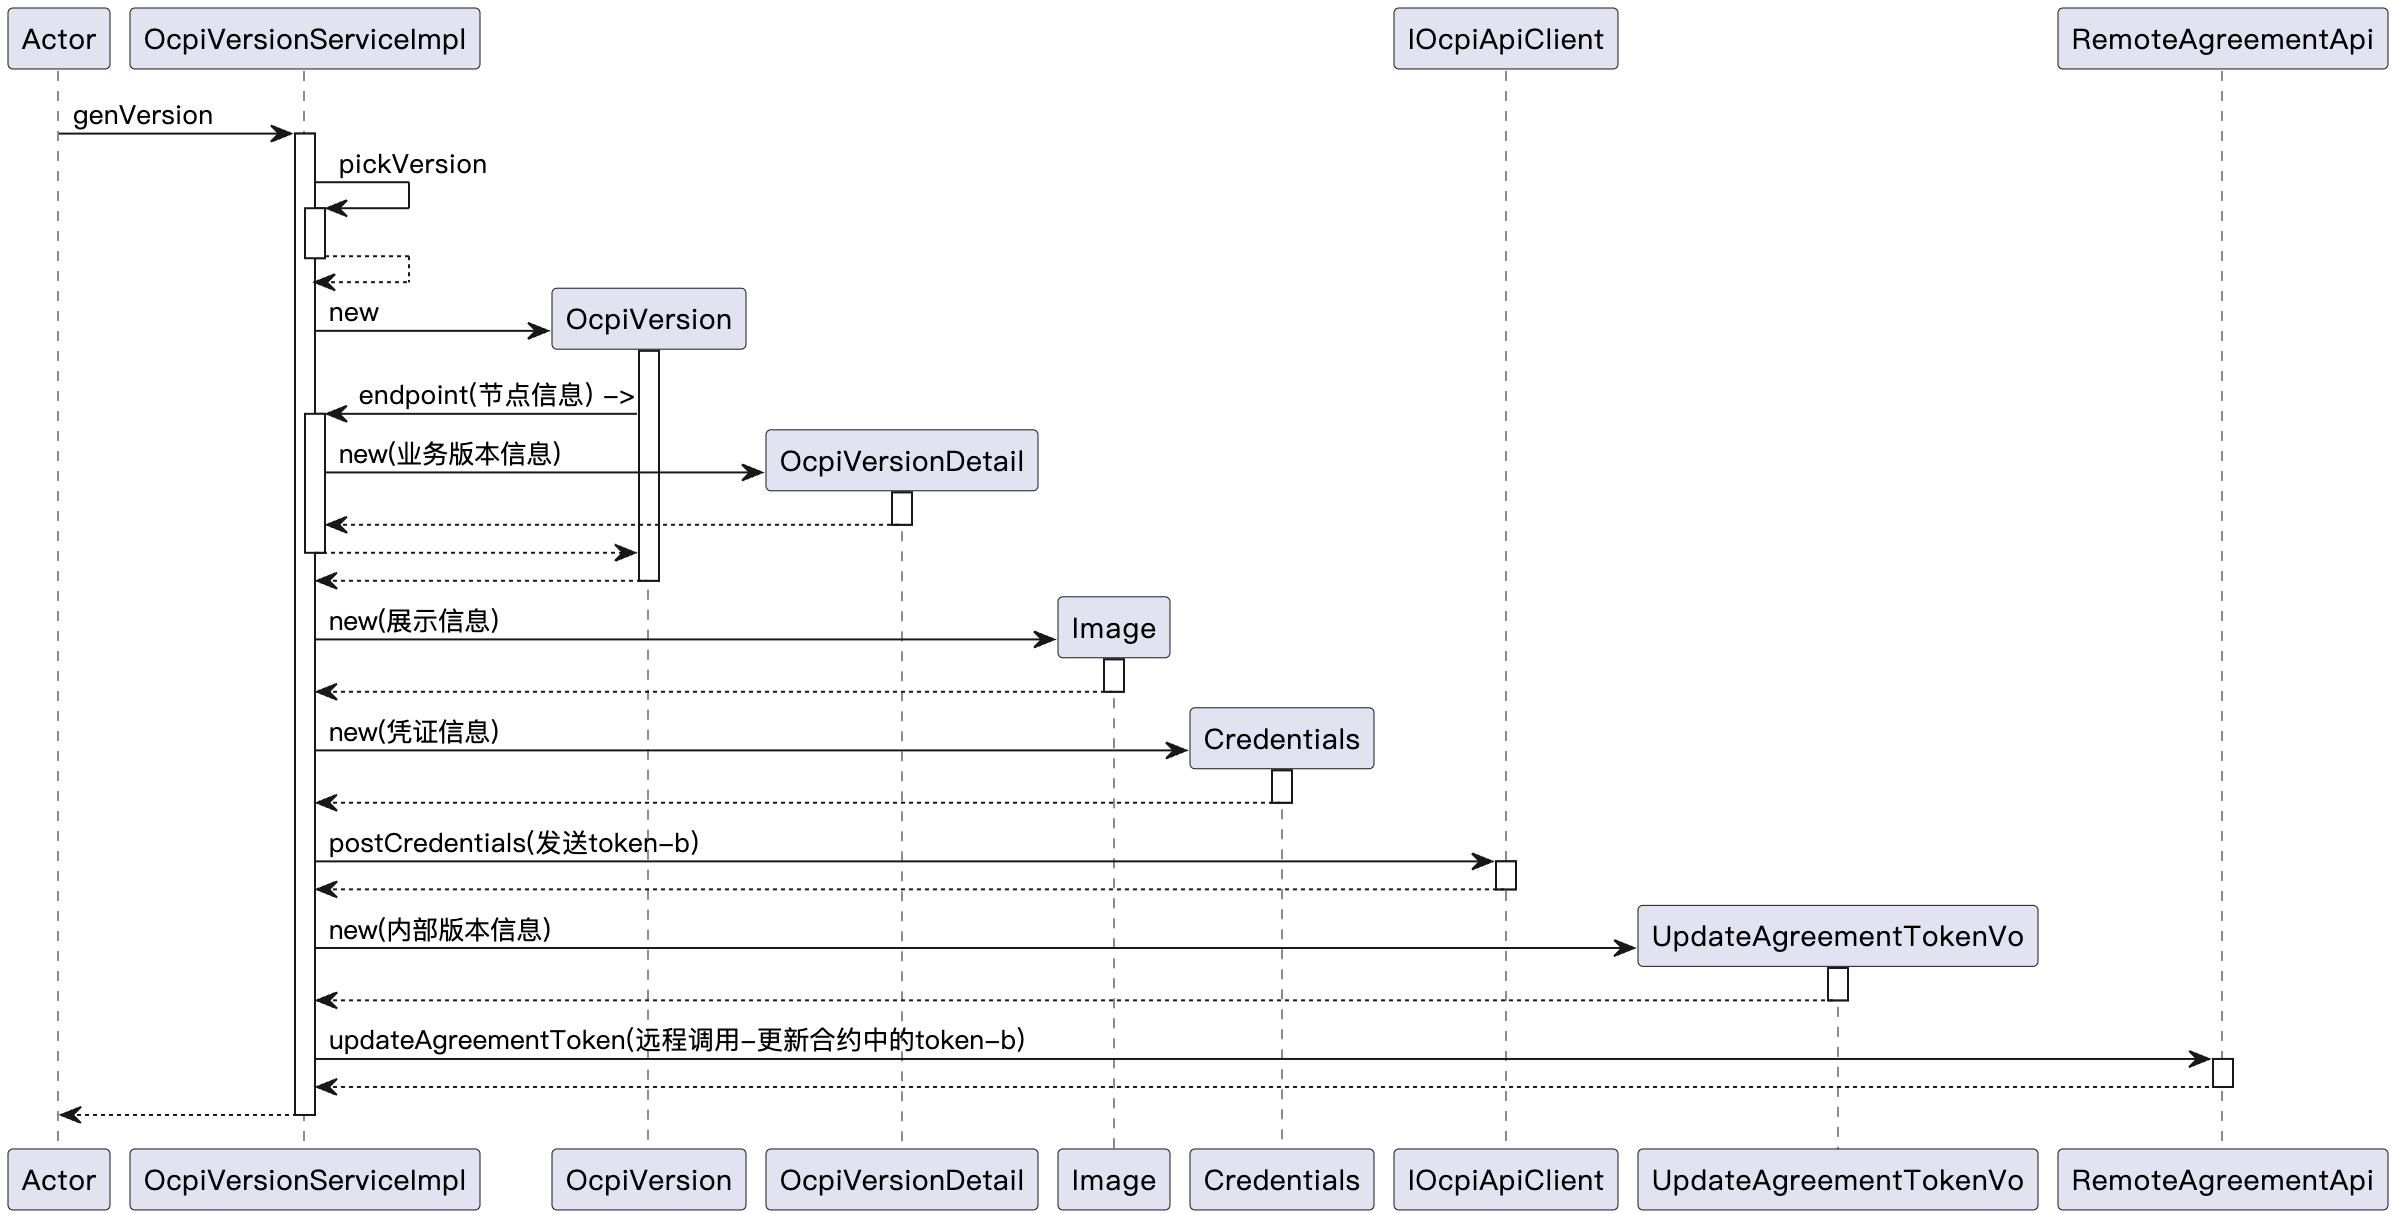 Actor
OcpiVersionServiceImpl
IOcpiApiClient
RemoteAgreementApi
genVersion
pickVersion
new
OcpiVersion
endpoint(节点信息) ->
new(业务版本信息)
OcpiVersionDetail
new(展示信息)
Image
new(凭证信息)
Credentials
postCredentials(发送token-b)
new(内部版本信息)
UpdateAgreementTokenVo
updateAgreementToken(远程调用-更新合约中的token-b)
Actor
OcpiVersionServiceImpl
OcpiVersion
OcpiVersionDetail
Image
Credentials
IOcpiApiClient
UpdateAgreementTokenVo
RemoteAgreementApi